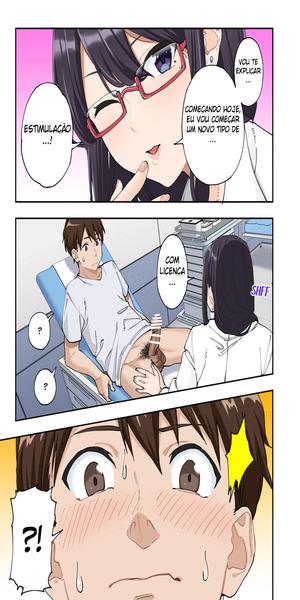 VOU TE
EXPLICAR
...
COMEÇANDO HOJE,
EU VOU COMEÇAR
UM NOVO TIPO DE
...
ESTIMULAÇÃO
...!
COM
LICENÇA
...
SHFF
?
?
?!